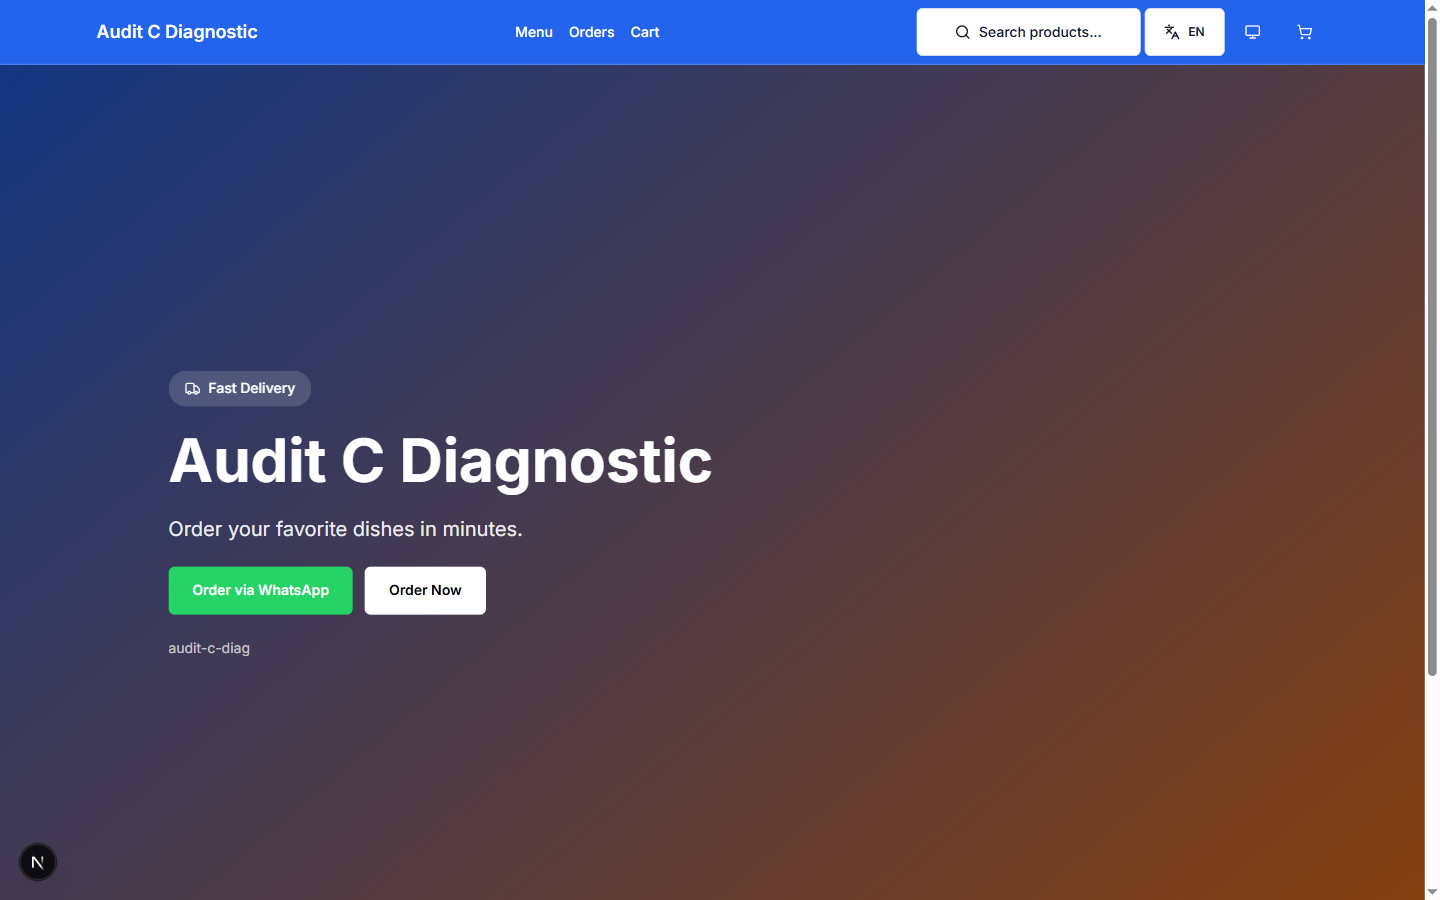 Audit C Diagnostic
Menu Orders Cart
Search products...
EN
Fast Delivery
Audit C Diagnostic
Order your favorite dishes in minutes.
Order via WhatsApp
Order Now
audit-c-diag
N